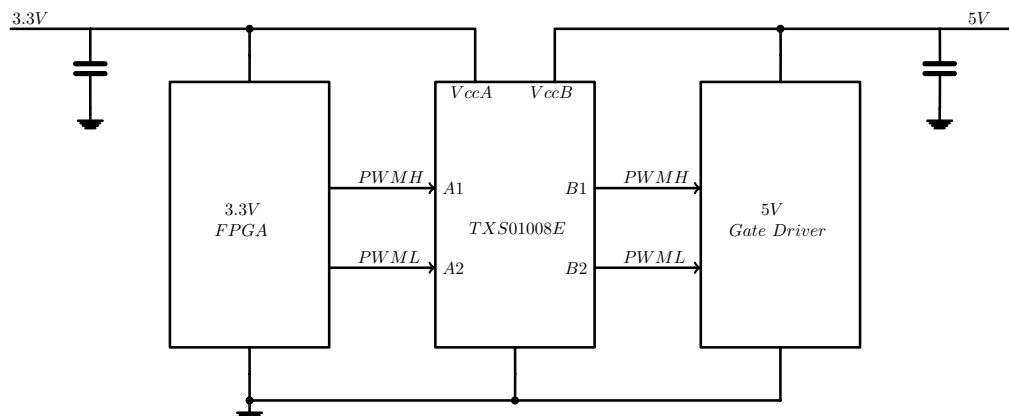 3.3V
5V
VccA
VccB
PWMH
PWMH
A1
B1
3.3V
FPGA
TXS01008E
5V
Gate Driver
PWML
PWML
A2
B2